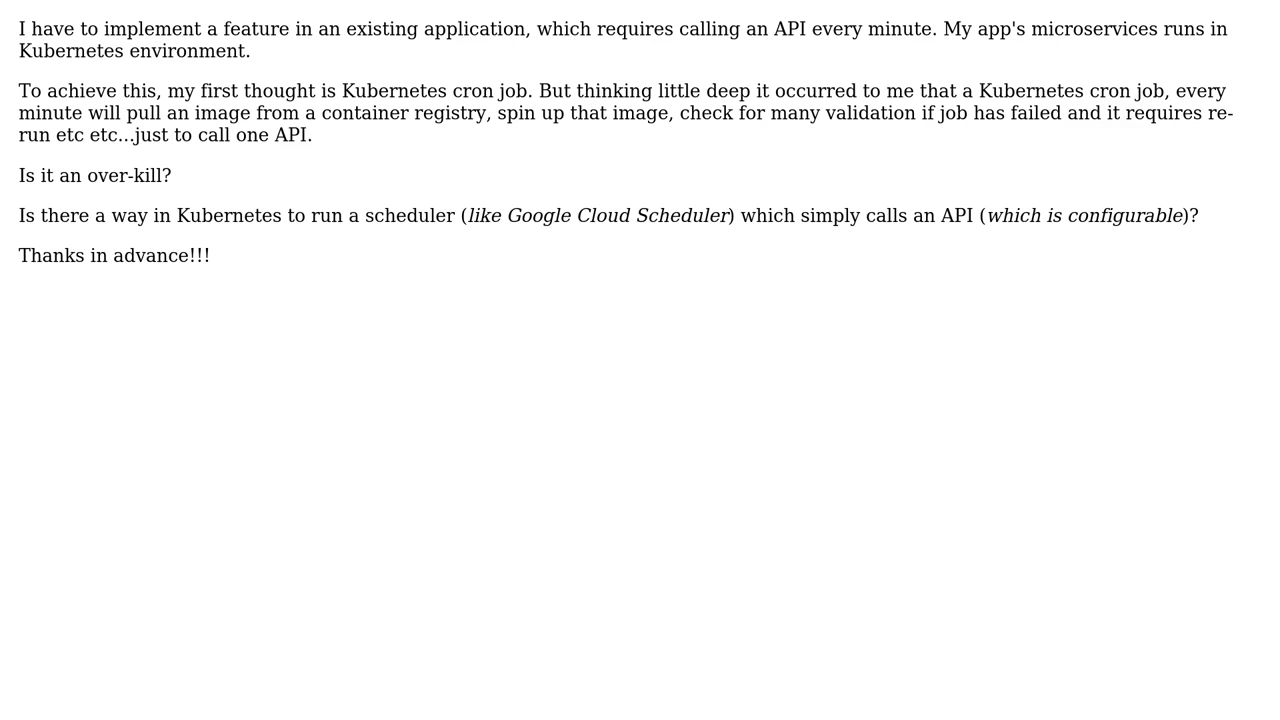 I have to implement a feature in an existing application, which requires calling an API every minute. My app's microservices runs in
Kubernetes environment.
To achieve this, my first thought is Kubernetes cron job. But thinking little deep it occurred to me that a Kubernetes cron job, every
minute will pull an image from a container registry, spin up that image, check for many validation if job has failed and it requires re-
run etc etc...just to call one API.
Is it an over-kill?
Is there a way in Kubernetes to run a scheduler (like Google Cloud Scheduler) which simply calls an API (which is configurable)?
Thanks in advance!!!